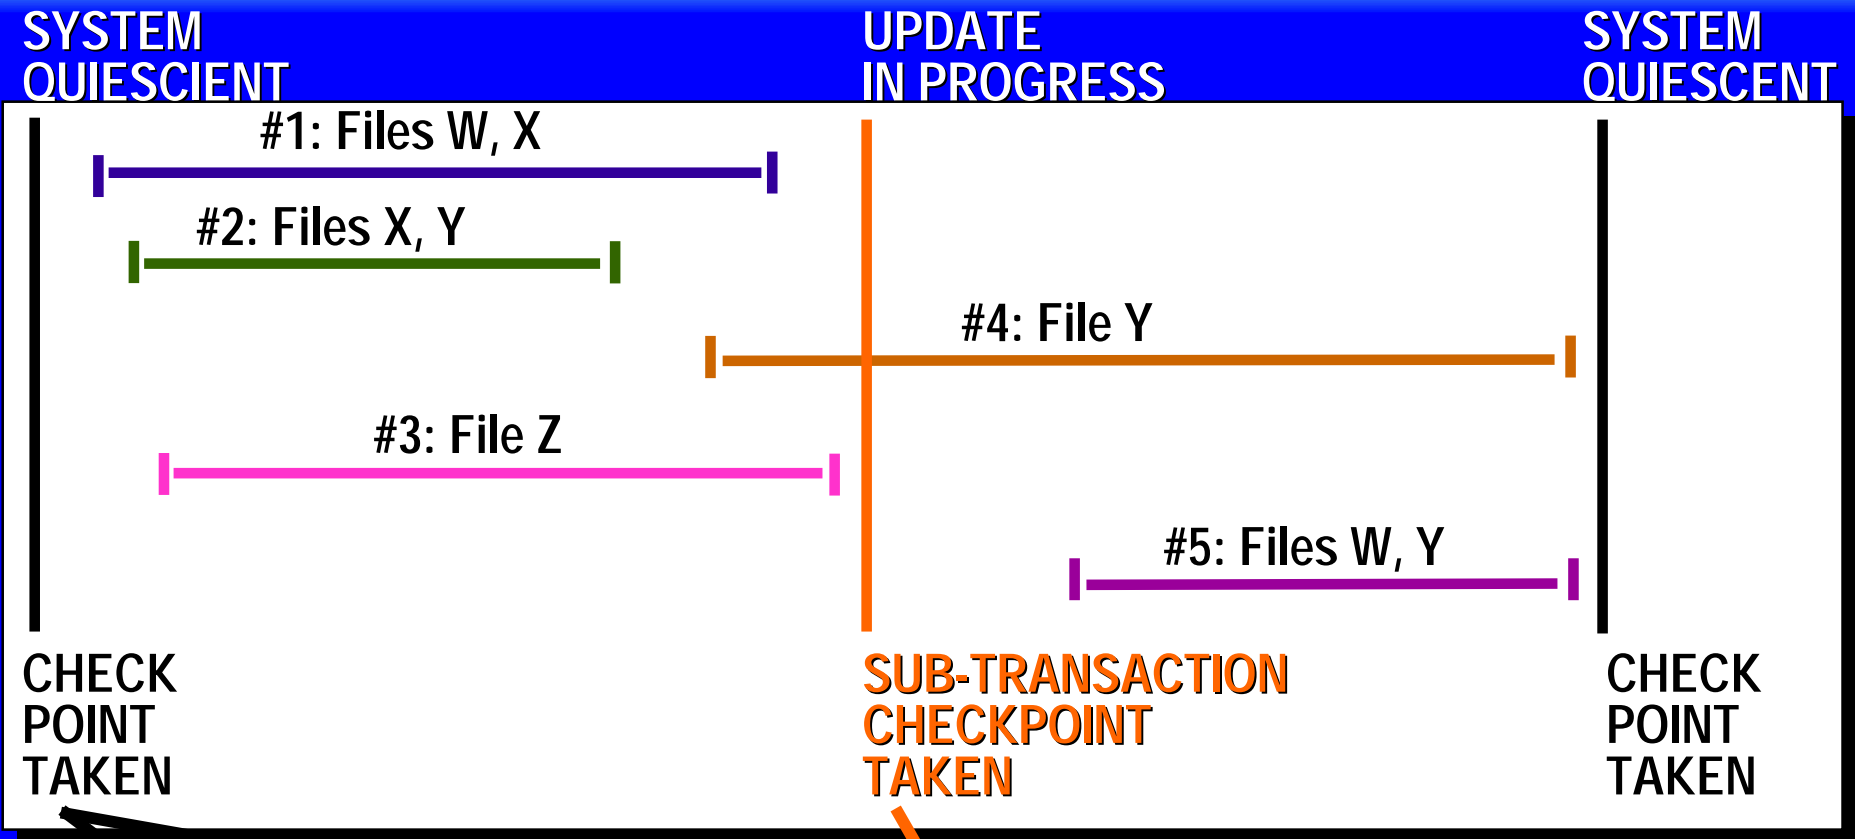 SYSTEM
QUIESCIENT
UPDATE
IN PROGRESS
SYSTEM
QUIESCENT
#1: Files W, X
#2: Files X, Y
#4: File Y
#3: File Z
#5: Files W, Y
CHECK
POINT
TAKEN
SUB-TRANSACTION
CHECKPOINT
TAKEN
CHECK
POINT
TAKEN